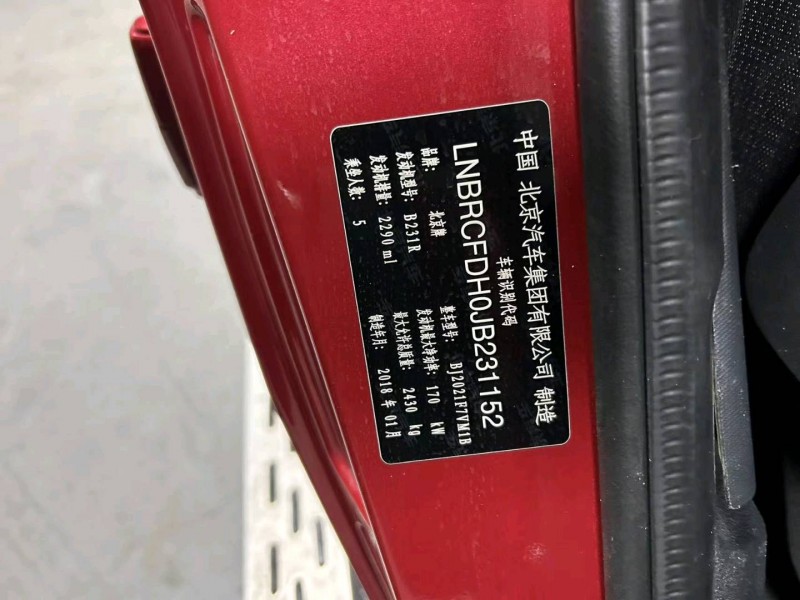 中国 北京汽车集团有限公司 制造
车辆识别代码
LNBRCFDH0JB231152
品牌: 北京牌 整车型号: BJ2021F7VM1B
发动机型号: B231R 发动机最大净功率: 170 kW
发动机排量: 2290 ml 最大允许总质量: 2430 kg
乘坐人数: 5 制造年月: 2018 年 01月